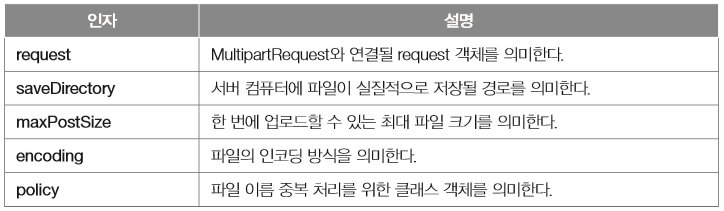 인자 설명
request MultipartRequest와 연결될 request 객체를 의미한다.
saveDirectory 서버 컴퓨터에 파일이 실질적으로 저장될 경로를 의미한다.
maxPostSize 한 번에 업로드할 수 있는 최대 파일 크기를 의미한다.
encoding 파일의 인코딩 방식을 의미한다.
policy 파일 이름 중복 처리를 위한 클래스 객체를 의미한다.